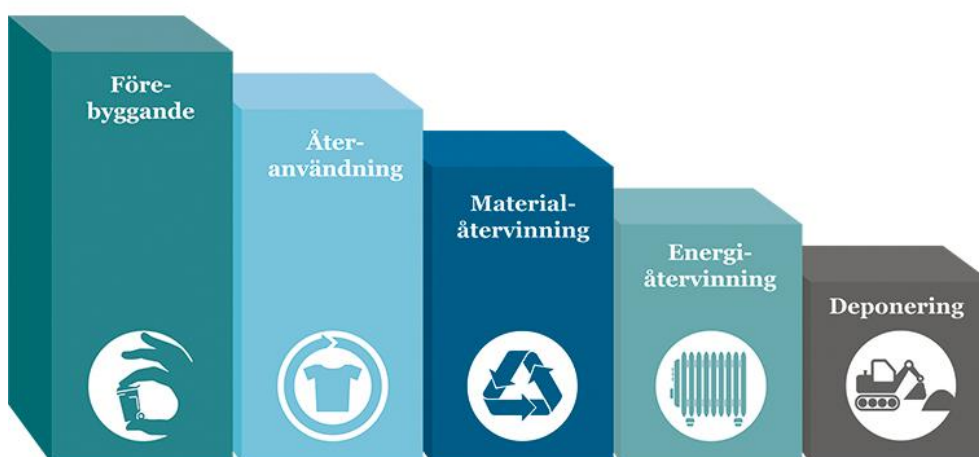 Före-
byggande
Åter-
användning
Material-
återvinning
Energi-
återvinning
Deponering